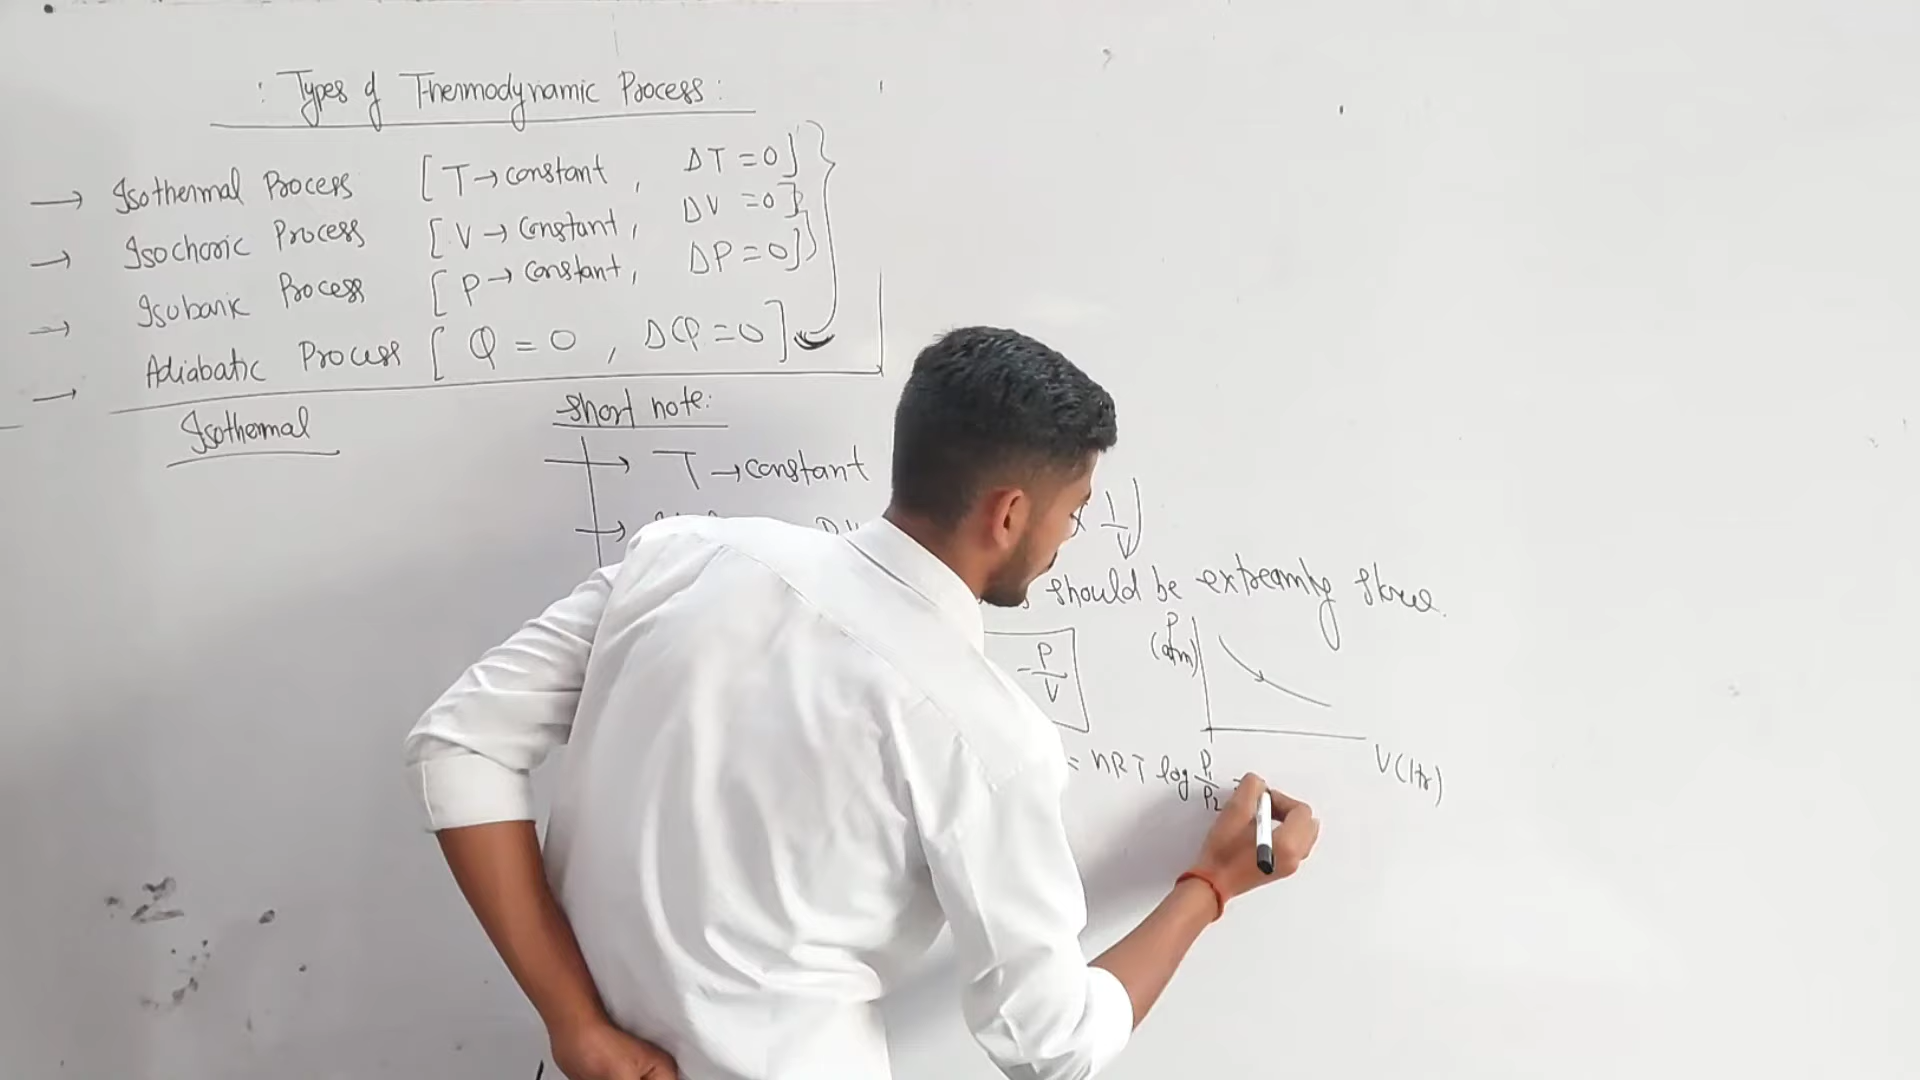 : Types of Thermodynamic Process :
→ Isothermal Process [T → constant , ΔT = 0]
→ Isochoric Process [V → Constant, ΔV = 0]
→ Isobaric Process [P → Constant, ΔP = 0]
→ Adiabatic Process [Q = 0 , ΔQ = 0]
Isothermal
Short note:
→ T → constant
1/V
should be extreamly slow.
-P/V
P
(atm)
V(ltr)
= nRT log P1/P2